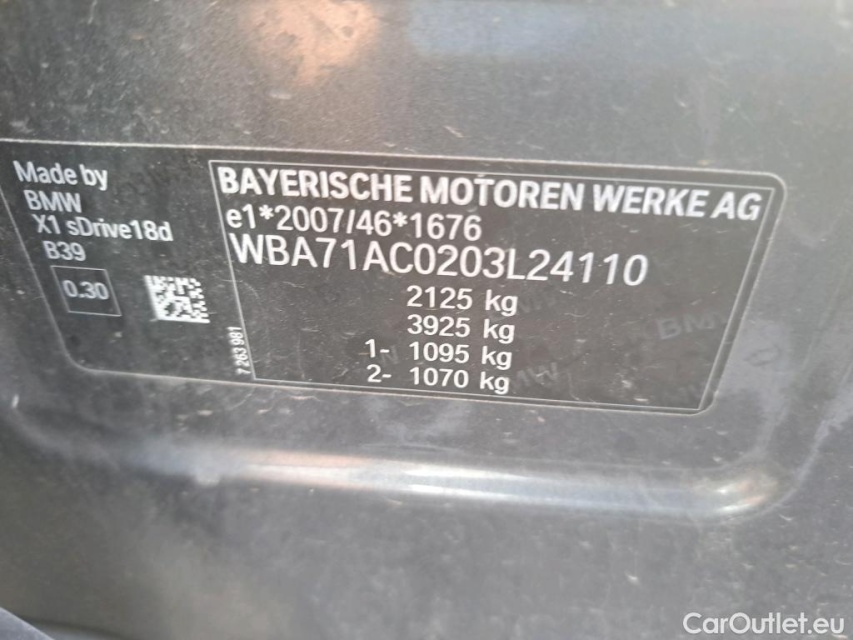 Made by
BMW
X1 sDrive18d
B39
0.30
7 263 981
BAYERISCHE MOTOREN WERKE AG
e1*2007/46*1676
WBA71AC0203L24110
2125 kg
3925 kg
1- 1095 kg
2- 1070 kg
CarOutlet.eu